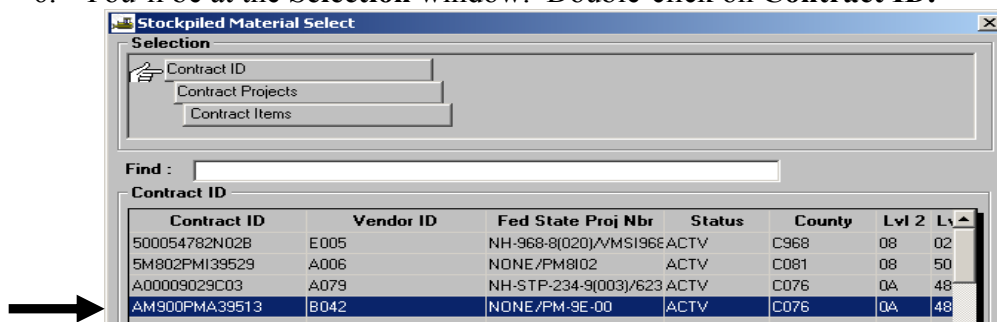 6. You'll be at the Selection window. Double-click on Contract ID.
Stockpiled Material Select
Selection
Contract ID
Contract Projects
Contract Items
Find :
Contract ID
Contract ID Vendor ID Fed State Proj Nbr Status County Lvl 2
500054782N02B E005 NH-968-8(020)/VMSI968 ACTV C968 08 02
5M802PMI39529 A006 NONE/PM8I02 ACTV C081 08 50
A00009029C03 A079 NH-STP-234-9(003)/623 ACTV C076 0A 48
AM900PMA39513 B042 NONE/PM-9E-00 ACTV C076 0A 48